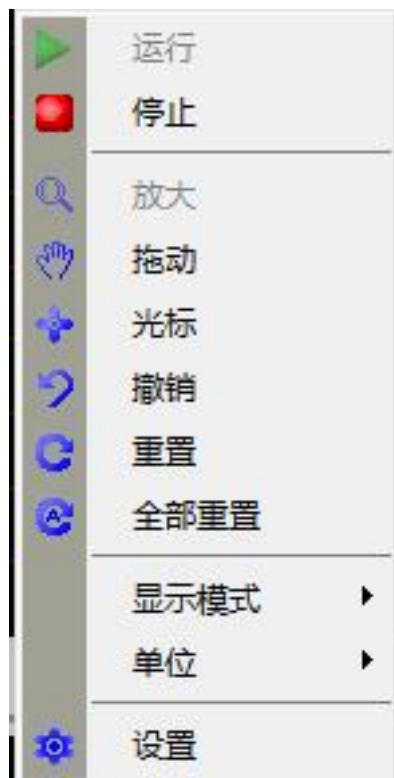 运行
停止
放大
拖动
光标
撤销
重置
全部重置
显示模式
单位
设置